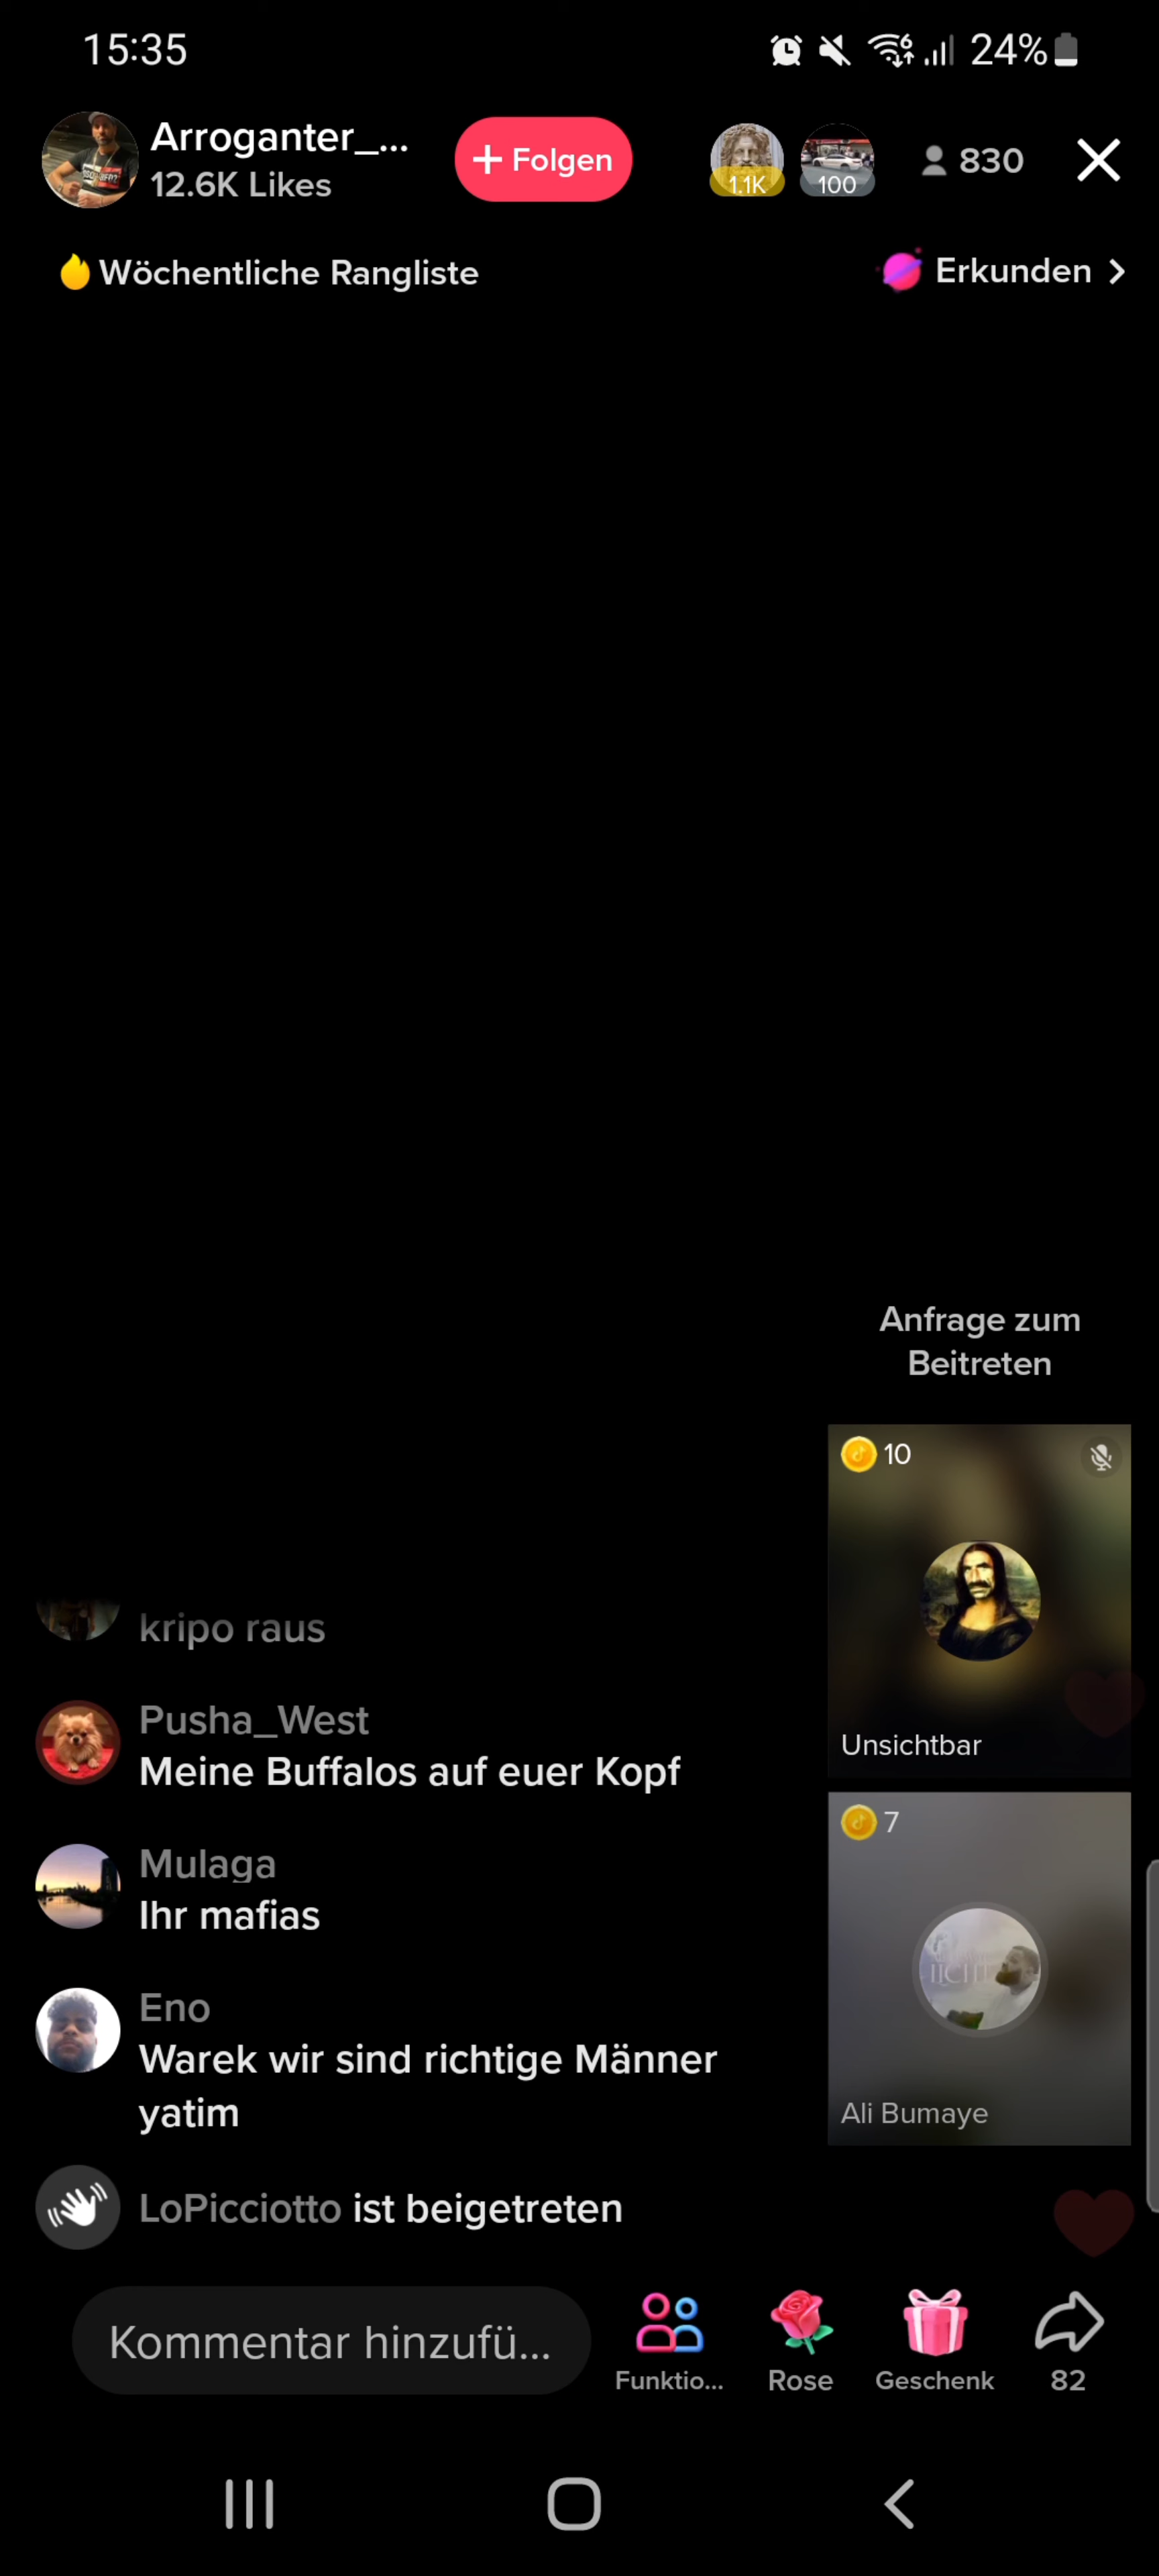 15:35
24%
Arroganter_...
12.6K Likes
+ Folgen
1.1K
100
830
Wöchentliche Rangliste
Erkunden >
Anfrage zum
Beitreten
10
Unsichtbar
7
Ali Bumaye
kripo raus
Pusha_West
Meine Buffalos auf euer Kopf
Mulaga
Ihr mafias
Eno
Warek wir sind richtige Männer
yatim
LoPicciotto ist beigetreten
Kommentar hinzufü...
Funktio...
Rose
Geschenk
82